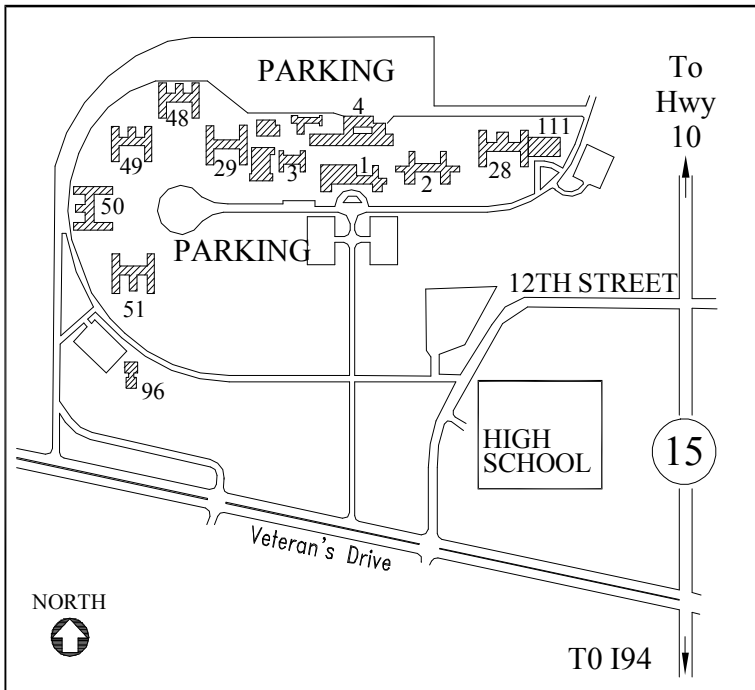 PARKING
To
Hwy
10
4
48
111
49
29
3
1
2
28
50
PARKING
12TH STREET
51
96
HIGH
SCHOOL
15
Veteran's Drive
NORTH
T0 I94